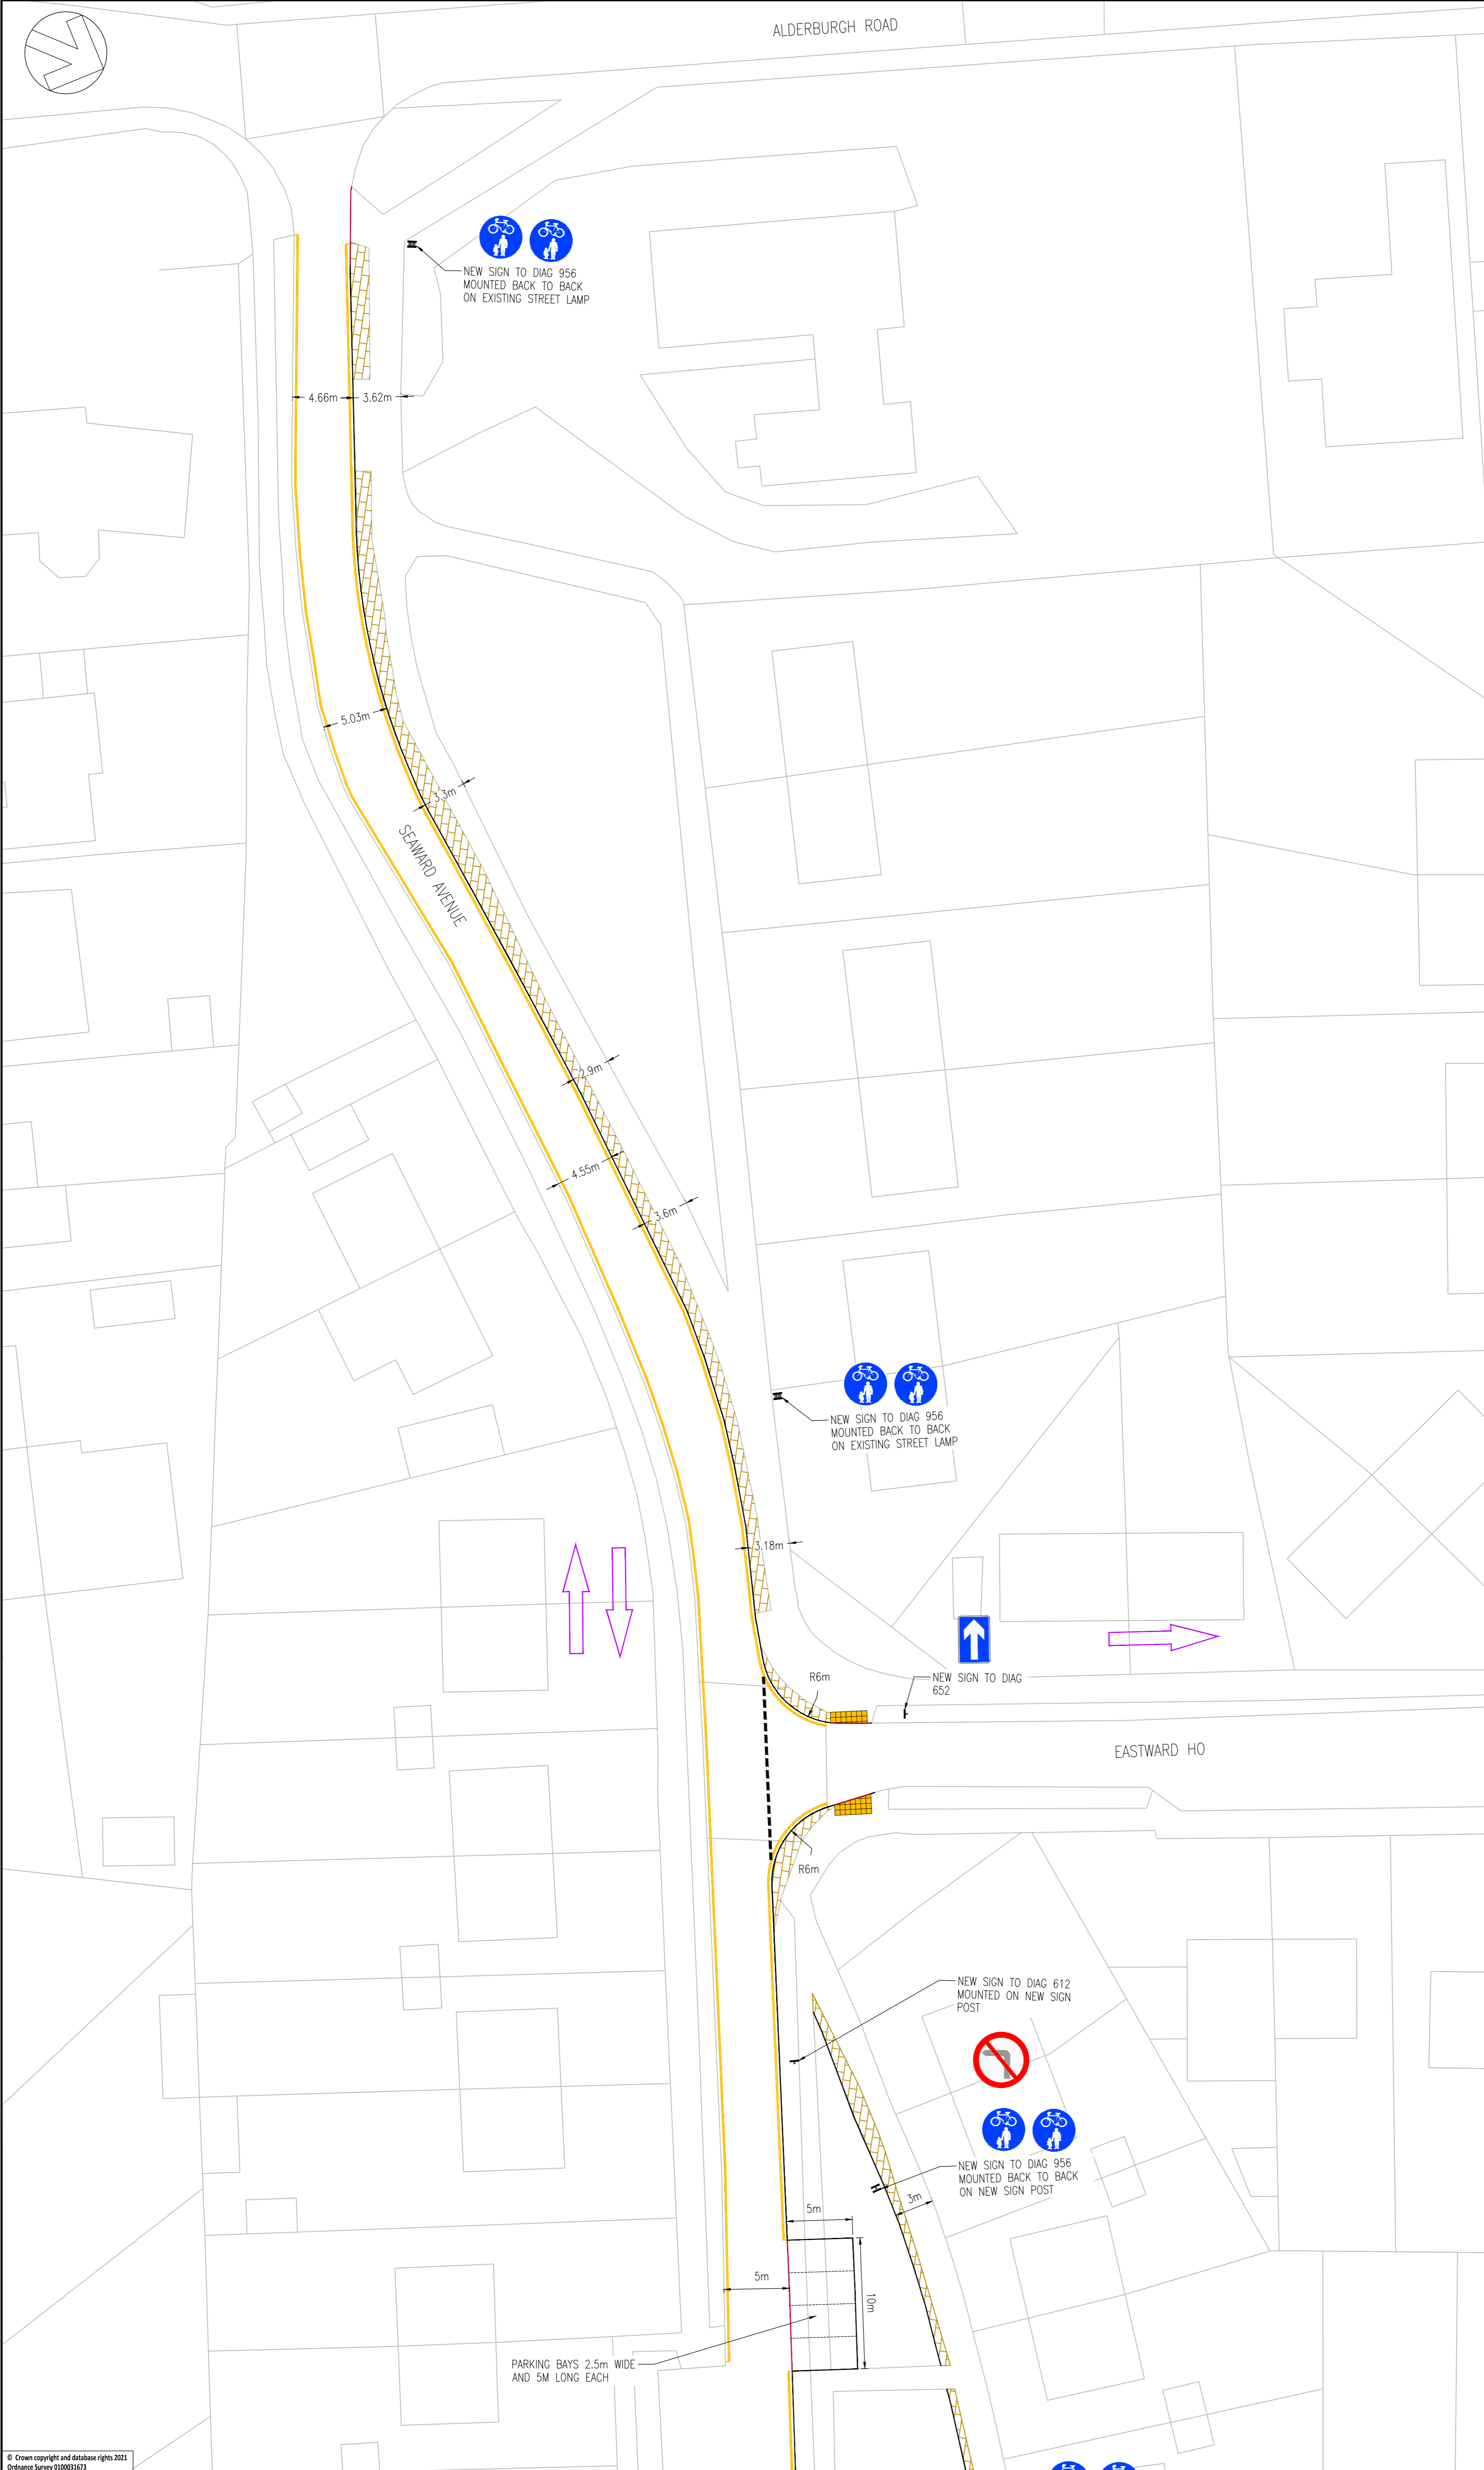 ALDERBURGH ROAD
NEW SIGN TO DIAG 956
MOUNTED BACK TO BACK
ON EXISTING STREET LAMP
4.66m
3.62m
5.03m
3.3m
SEAWARD AVENUE
2.9m
4.55m
3.6m
NEW SIGN TO DIAG 956
MOUNTED BACK TO BACK
ON EXISTING STREET LAMP
3.18m
R6m
NEW SIGN TO DIAG
652
EASTWARD HO
R6m
NEW SIGN TO DIAG 612
MOUNTED ON NEW SIGN
POST
NEW SIGN TO DIAG 956
MOUNTED BACK TO BACK
ON NEW SIGN POST
3m
5m
5m
10m
PARKING BAYS 2.5m WIDE
AND 5M LONG EACH
© Crown copyright and database rights 2021
Ordnance Survey 0100031673